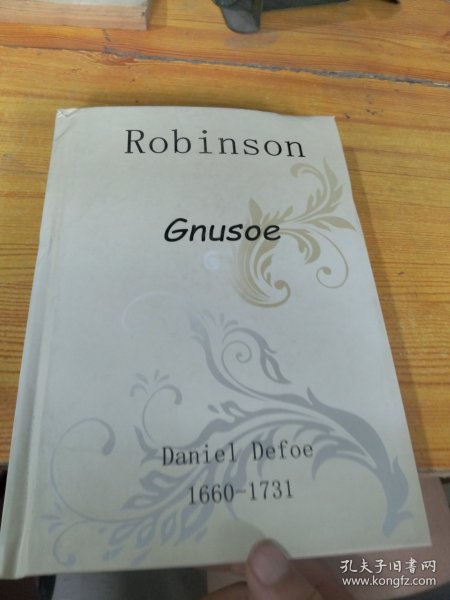 Robinson
Gnusoe
Daniel Defoe
1660-1731
孔夫子旧书网
www.kongfz.com